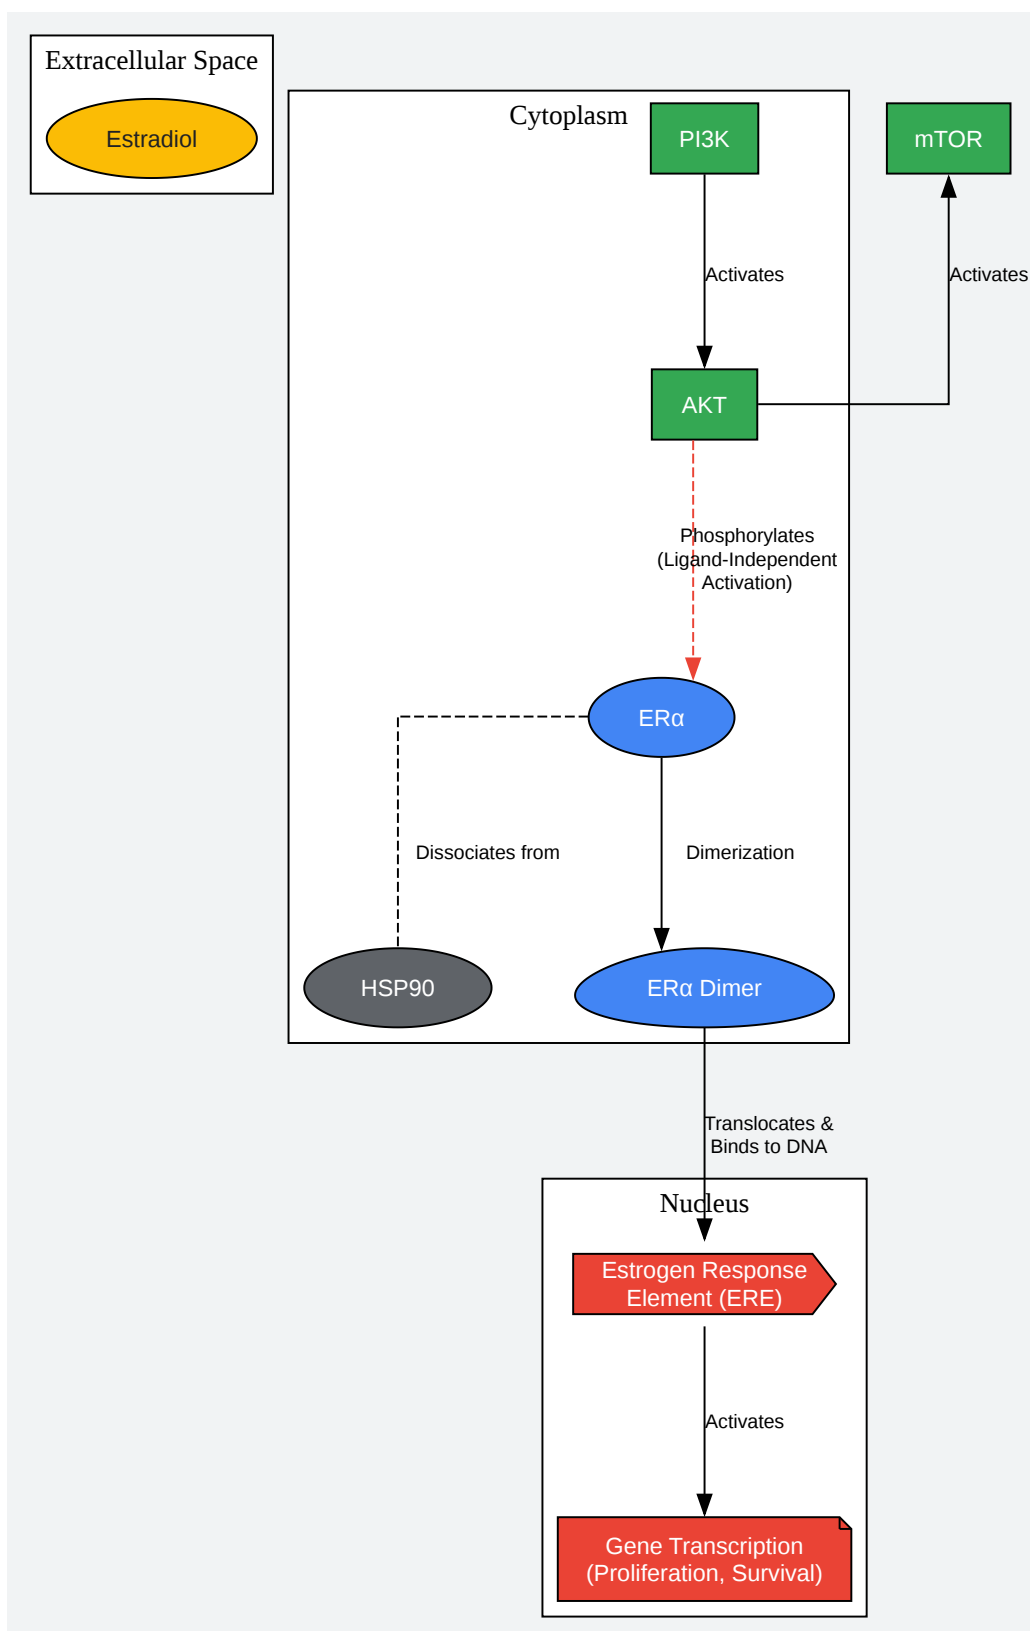 Extracellular Space
Estradiol
Cytoplasm
PI3K
mTOR
Activates
Activates
AKT
Phosphorylates
(Ligand-Independent
Activation)
ERα
Dissociates from
Dimerization
HSP90
ERα Dimer
Translocates &
Binds to DNA
Nucleus
Estrogen Response
Element (ERE)
Activates
Gene Transcription
(Proliferation, Survival)